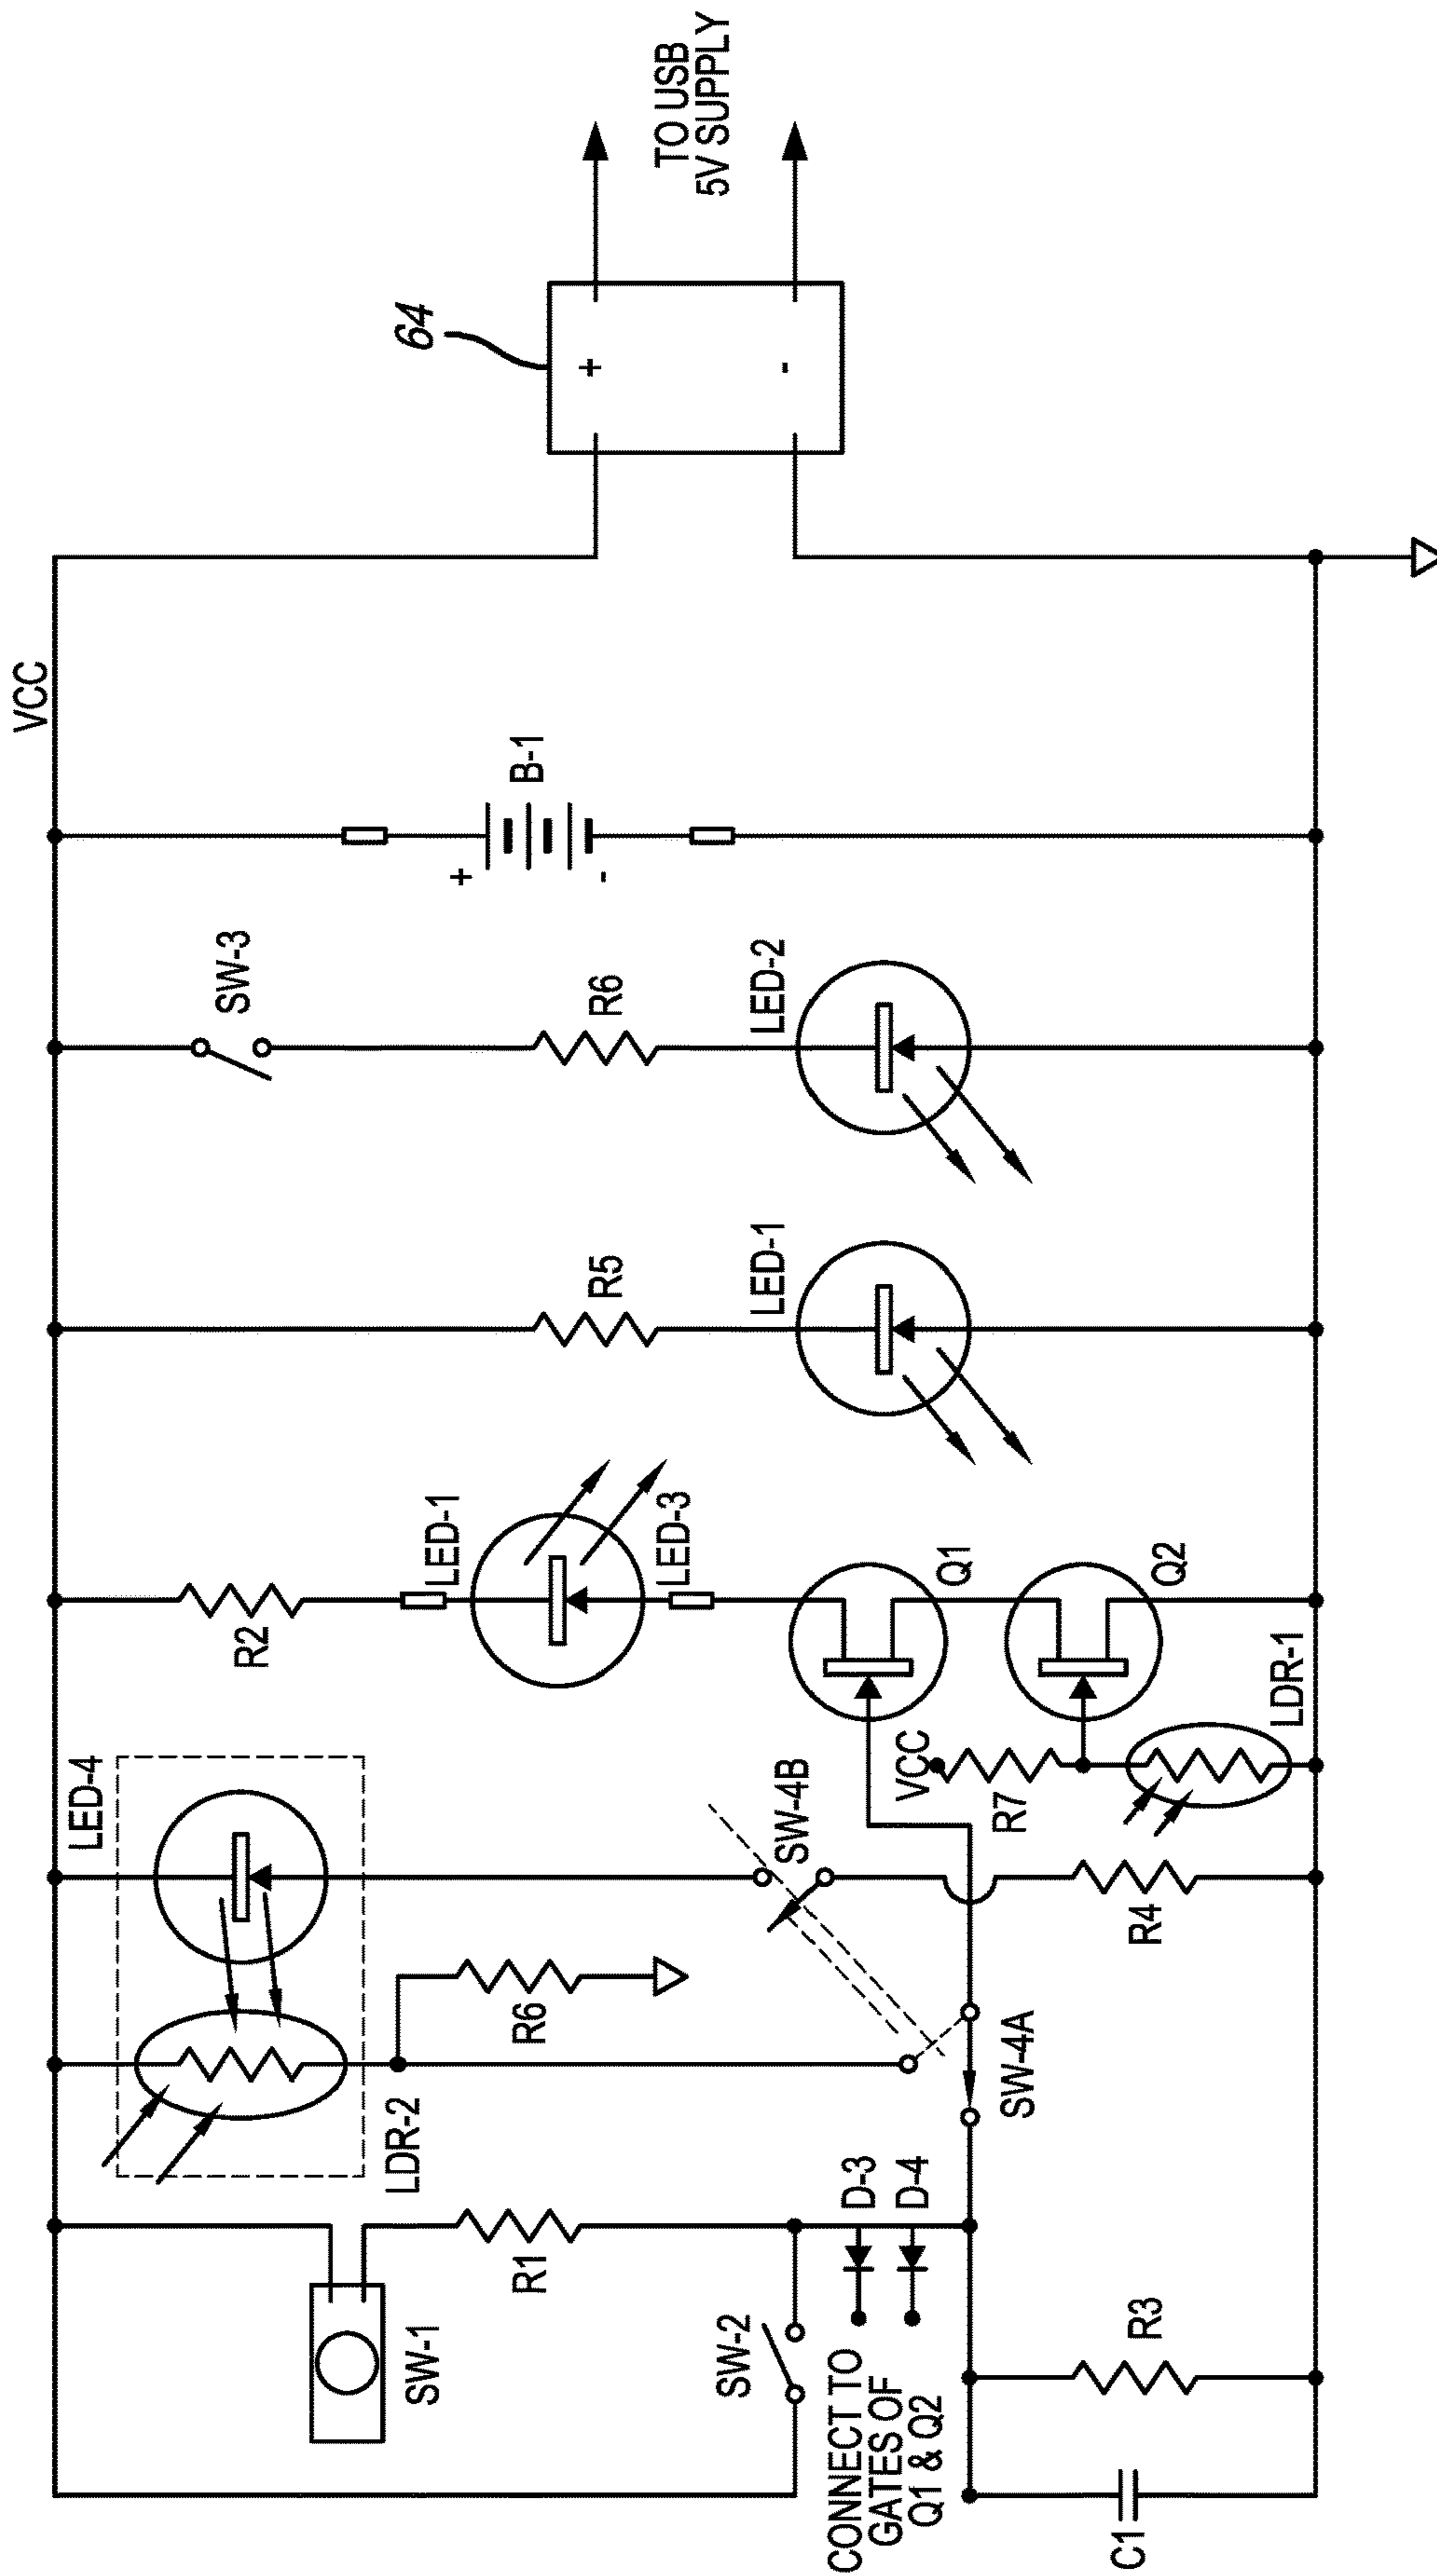 VCC
TO USB
5V SUPPLY
64
+
-
B-1
+
-
SW-3
R6
LED-2
R5
LED-1
R2
LED-1
LED-3
Q1
Q2
LED-4
SW-4B
VCC
R7
LDR-1
R4
R6
LDR-2
SW-4A
SW-1
R1
SW-2
D-3
D-4
CONNECT TO
GATES OF
Q1 & Q2
R3
C1